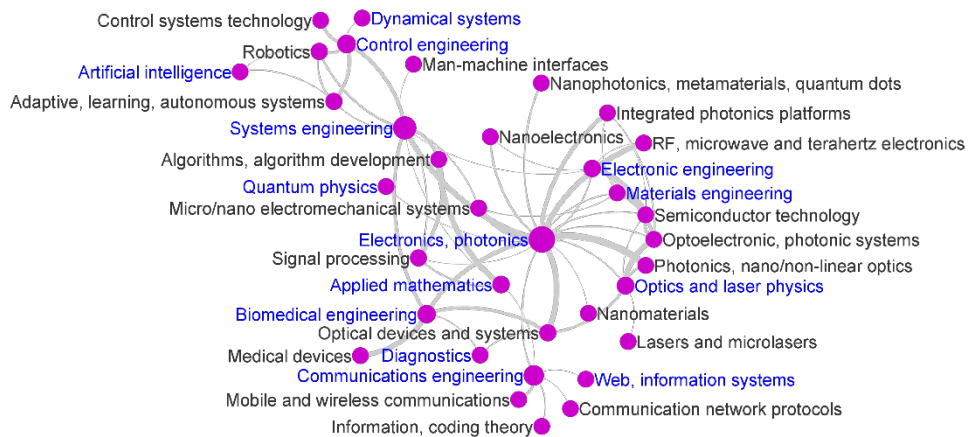 Control systems technology
Dynamical systems
Control engineering
Robotics
Man-machine interfaces
Artificial intelligence
Nanophotonics, metamaterials, quantum dots
Adaptive, learning, autonomous systems
Integrated photonics platforms
Systems engineering
Nanoelectronics
RF, microwave and terahertz electronics
Algorithms, algorithm development
Electronic engineering
Quantum physics
Materials engineering
Micro/nano electromechanical systems
Semiconductor technology
Electronics, photonics
Optoelectronic, photonic systems
Signal processing
Photonics, nano/non-linear optics
Applied mathematics
Optics and laser physics
Biomedical engineering
Nanomaterials
Optical devices and systems
Lasers and microlasers
Medical devices
Diagnostics
Communications engineering
Web, information systems
Mobile and wireless communications
Communication network protocols
Information, coding theory